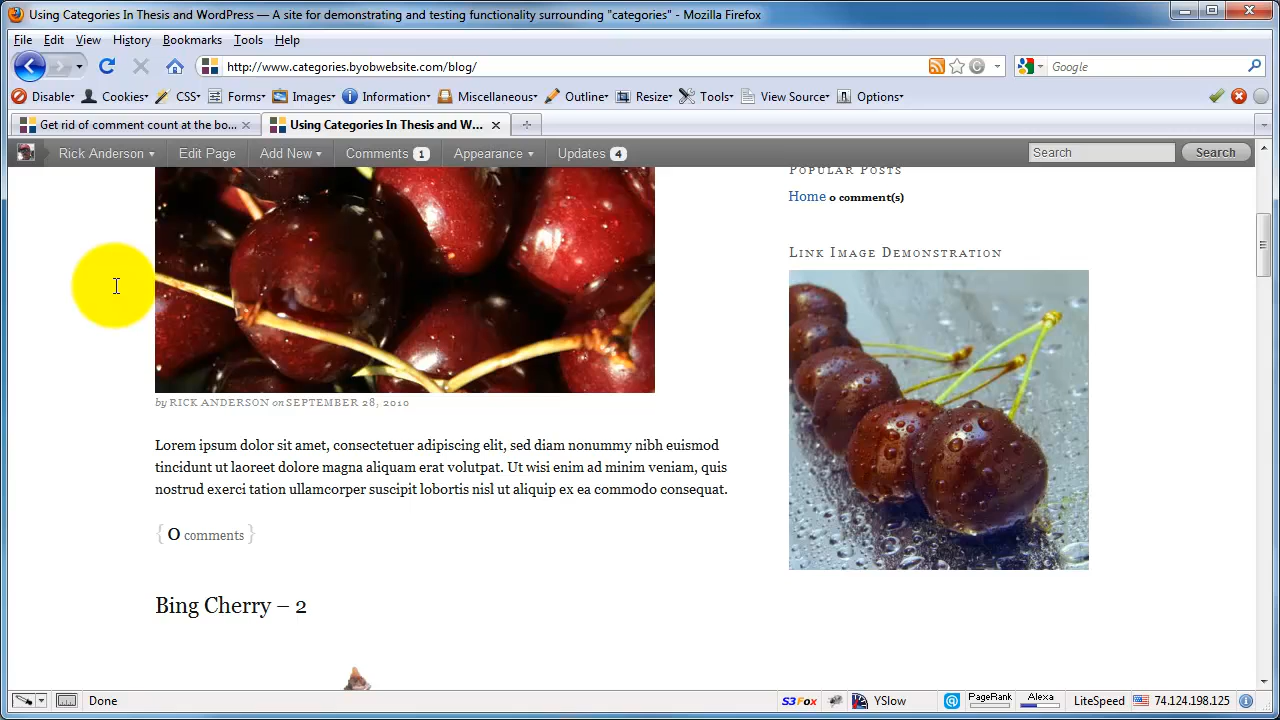 Using Categories In Thesis and WordPress — A site for demonstrating and testing functionality surrounding "categories" - Mozilla Firefox
File Edit View History Bookmarks Tools Help
http://www.categories.byobwebsite.com/blog/
Google
Disable Cookies CSS Forms Images Information Miscellaneous Outline Resize Tools View Source Options
Get rid of comment count at the bo...
Using Categories In Thesis and W...
Rick Anderson Edit Page Add New Comments 1 Appearance Updates 4
Search Search
Popular Posts
Home 0 comment(s)
Link Image Demonstration
by RICK ANDERSON on SEPTEMBER 28, 2010
Lorem ipsum dolor sit amet, consectetuer adipiscing elit, sed diam nonummy nibh euismod
tincidunt ut laoreet dolore magna aliquam erat volutpat. Ut wisi enim ad minim veniam, quis
nostrud exerci tation ullamcorper suscipit lobortis nisl ut aliquip ex ea commodo consequat.
{ 0 comments }
Bing Cherry – 2
Done
S3Fox YSlow PageRank Alexa LiteSpeed 74.124.198.125